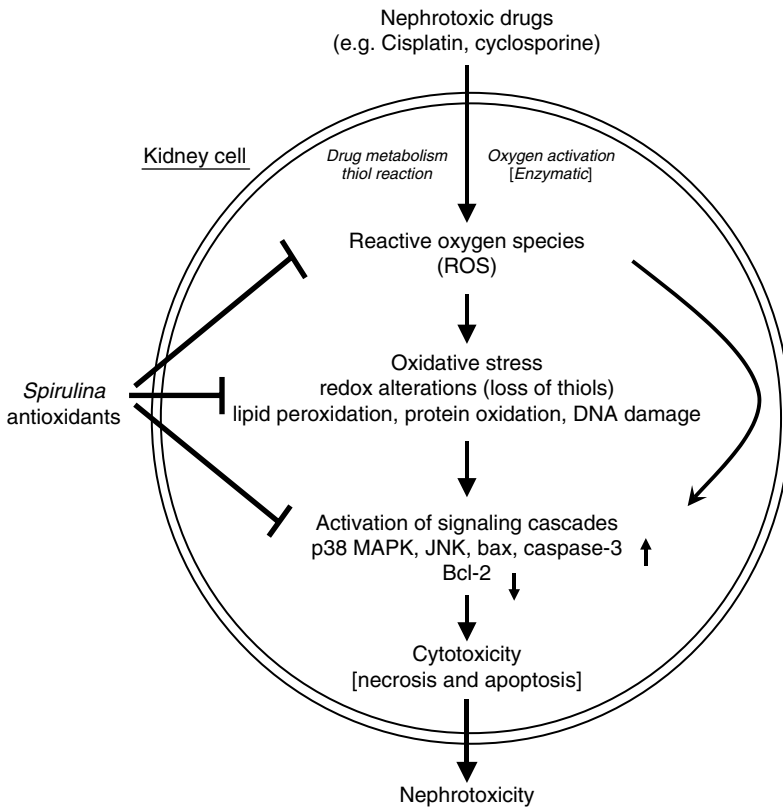 Nephrotoxic drugs
(e.g. Cisplatin, cyclosporine)
Kidney cell
Drug metabolism
thiol reaction
Oxygen activation
[Enzymatic]
Reactive oxygen species
(ROS)
Spirulina
antioxidants
Oxidative stress
redox alterations (loss of thiols)
lipid peroxidation, protein oxidation, DNA damage
Activation of signaling cascades
p38 MAPK, JNK, bax, caspase-3
Bcl-2
Cytotoxicity
[necrosis and apoptosis]
Nephrotoxicity